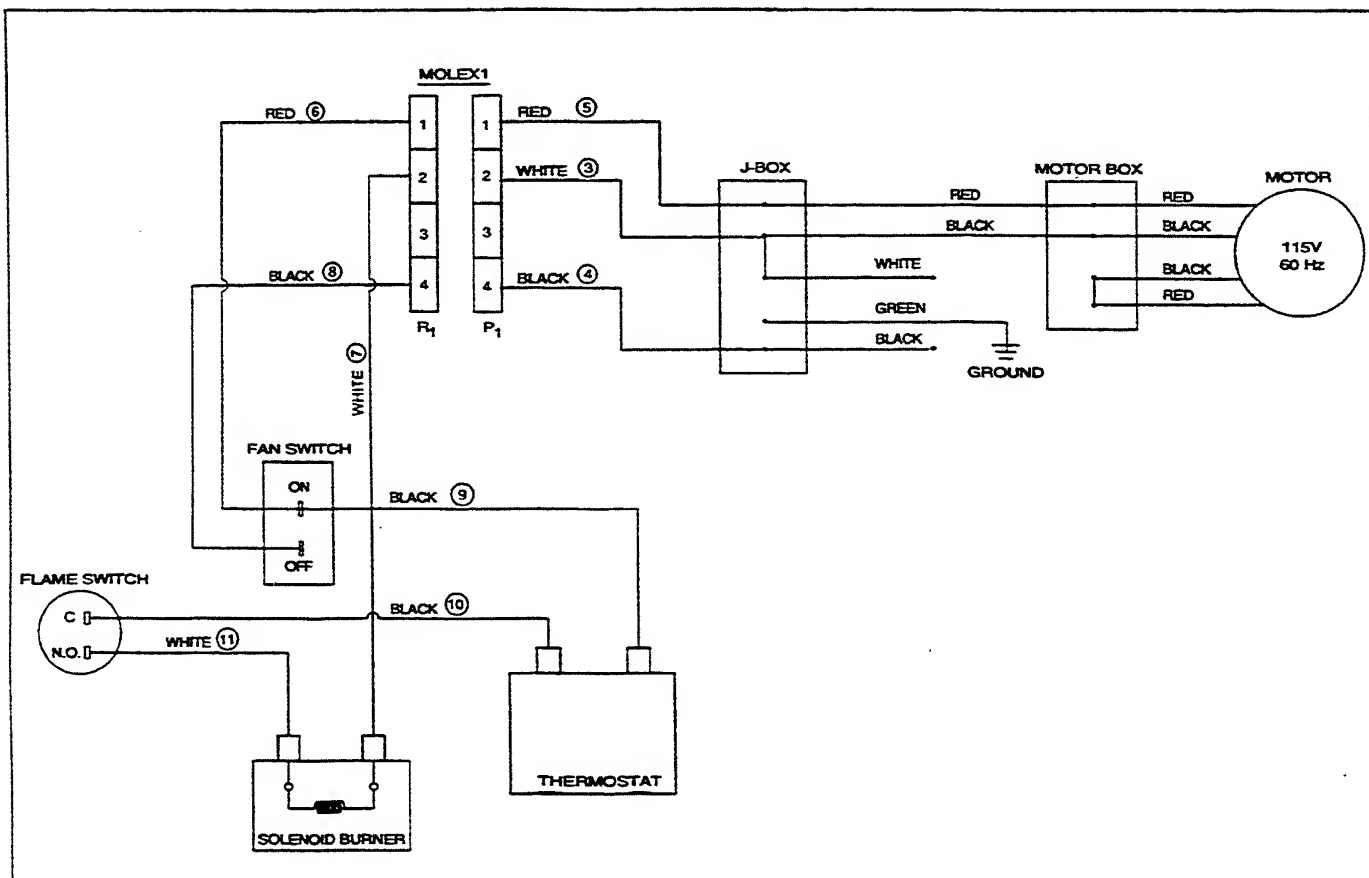 MOLEX1
RED ⑥
1
1
RED ⑤
2
2
WHITE ③
3
3
BLACK ⑧
4
4
BLACK ④
R1
P1
J-BOX
MOTOR BOX
MOTOR
RED
RED
BLACK
BLACK
115V
60 Hz
WHITE
BLACK
RED
GREEN
BLACK
GROUND
WHITE ⑦
FAN SWITCH
ON
BLACK ⑨
OFF
FLAME SWITCH
C
BLACK ⑩
N.O.
WHITE ⑪
THERMOSTAT
SOLENOID BURNER